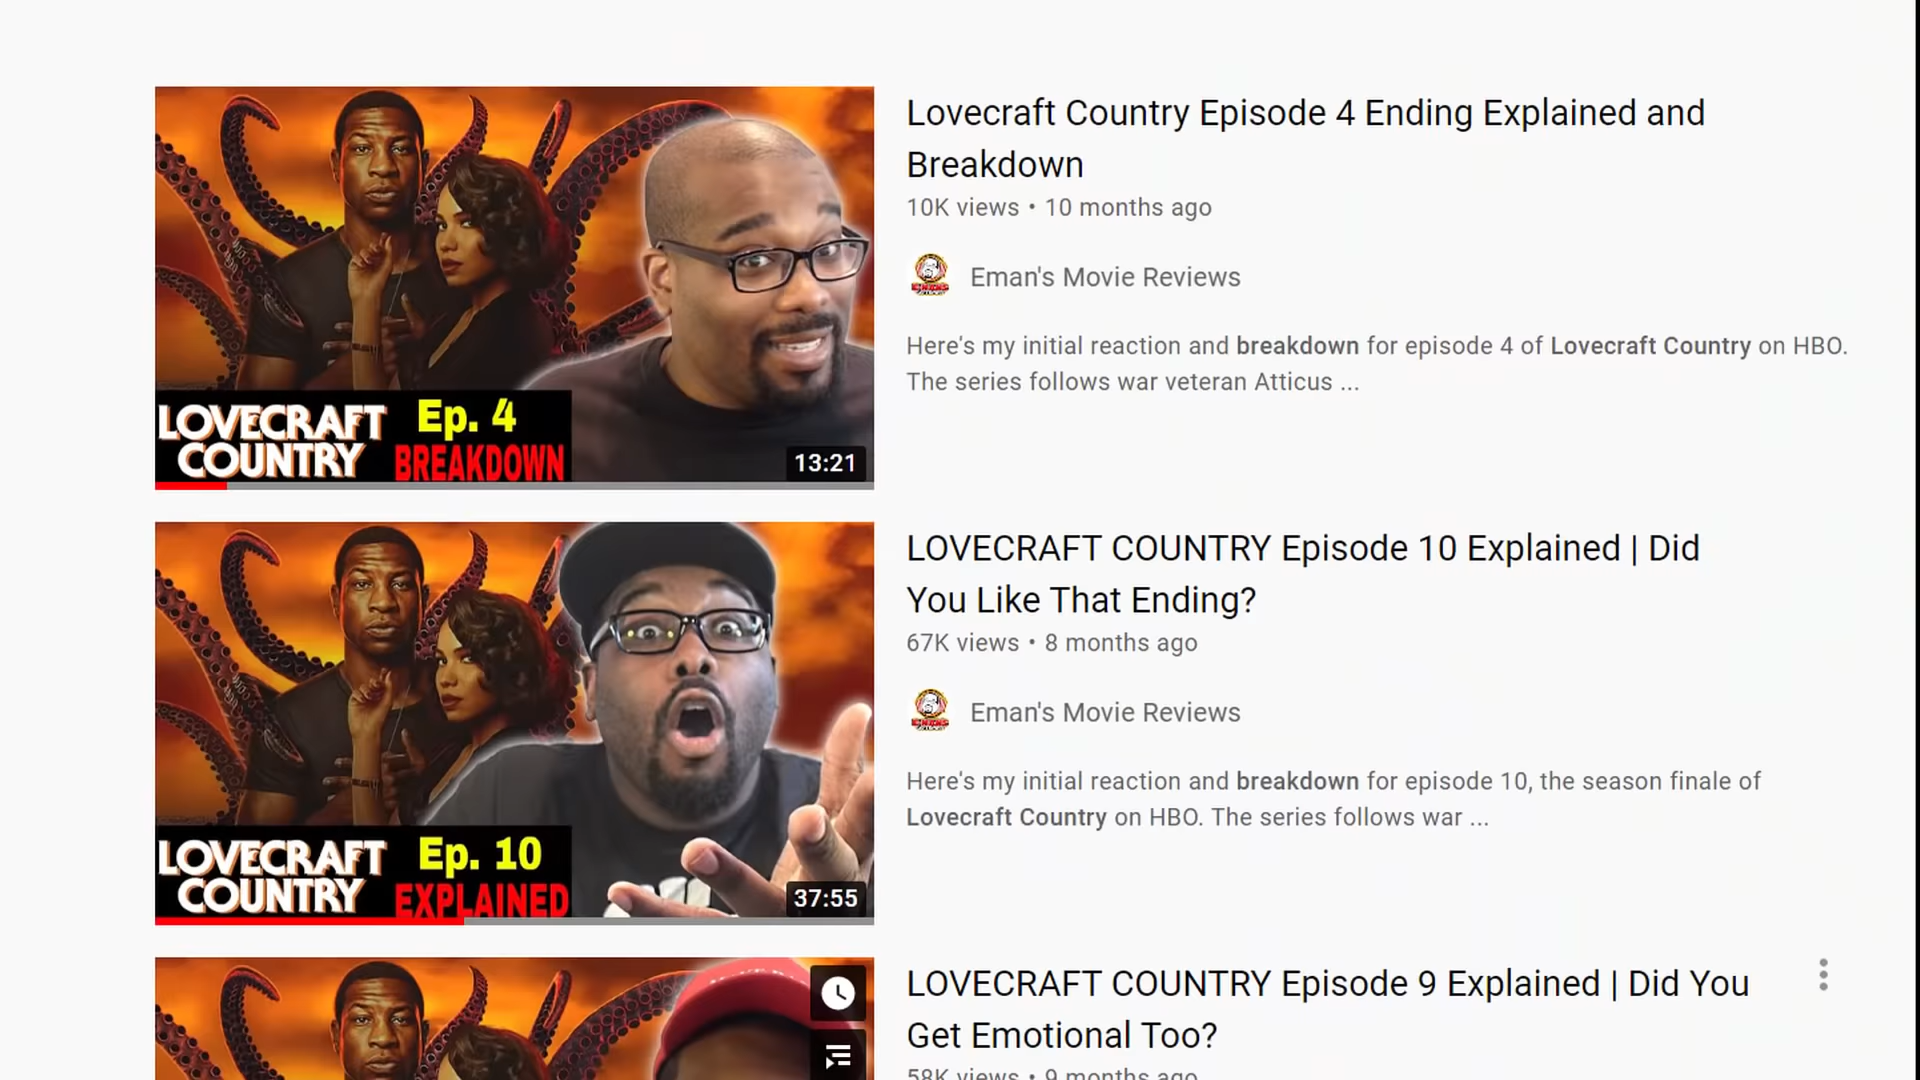 Lovecraft Country Episode 4 Ending Explained and
Breakdown
10K views • 10 months ago
Eman's Movie Reviews
Here's my initial reaction and breakdown for episode 4 of Lovecraft Country on HBO.
The series follows war veteran Atticus ...
LOVECRAFT
COUNTRY
Ep. 4
BREAKDOWN
13:21
LOVECRAFT COUNTRY Episode 10 Explained | Did
You Like That Ending?
67K views • 8 months ago
Eman's Movie Reviews
Here's my initial reaction and breakdown for episode 10, the season finale of
Lovecraft Country on HBO. The series follows war ...
LOVECRAFT
COUNTRY
Ep. 10
EXPLAINED
37:55
LOVECRAFT COUNTRY Episode 9 Explained | Did You
Get Emotional Too?
58K views • 9 months ago